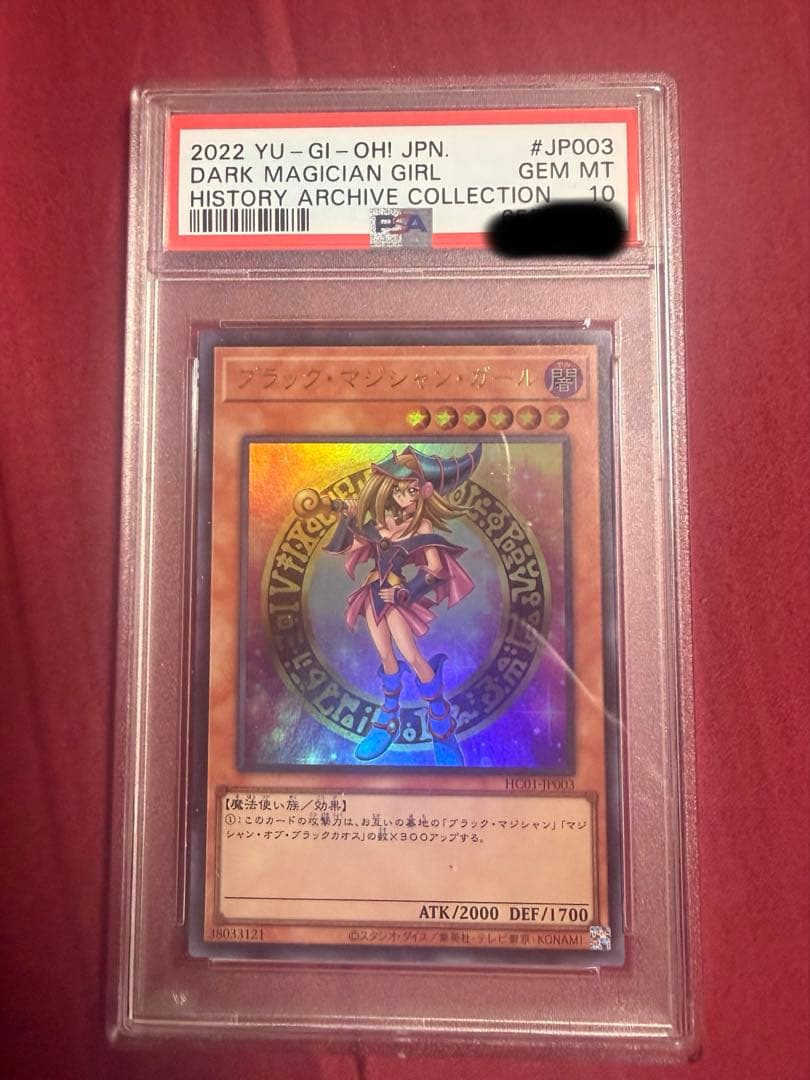 2022 YU-GI-OH! JPN. #JP003
DARK MAGICIAN GIRL GEM MT
HISTORY ARCHIVE COLLECTION 10
PSA
ブラック・マジシャン・ガール 闇
HC01-JP003
【魔法使い族／効果】
①:このカードの攻撃力は、お互いの墓地の「ブラック・マジシャン」「マジ
シャン・オブ・ブラックカオス」の数×300アップする。
ATK/2000 DEF/1700
38033121 ©スタジオ・ダイス／集英社・テレビ東京・KONAMI